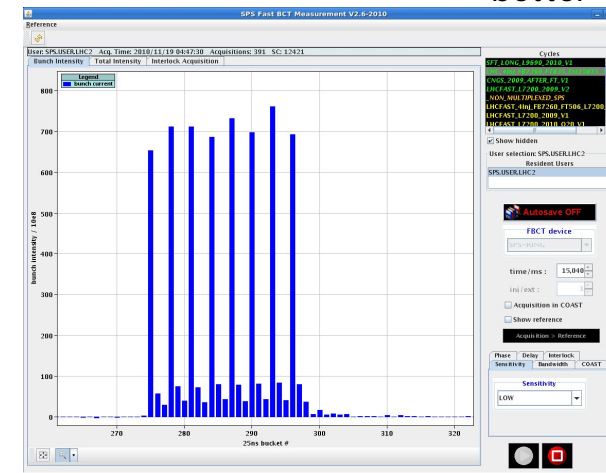 SPS Fast BCT Measurement V2.6-2010
Reference
User: SPS.USER.LHC2 Acq. Time: 2010/11/19 04:47:30 Acquisitions: 391 SC: 12421
Bunch Intensity Total Intensity Interlock Acquisition
Legend
bunch current
bunch intensity / 10e8
800
700
600
500
400
300
200
100
0
270 280 290 300 310 320
25ns bucket #
Cycles
SFT_LONG_L9690_2010_V1
CNGS_2009_AFTER_FT_V1
LHCFAST_L7200_2009_V2
_NON_MULTIPLEXED_SPS
LHCFAST_4inj_FB7260_FT506_L7200_
LHCFAST_L7200_2009_V1
LHCFAST_L7200_2010_Q20_V1
Show hidden
User selection: SPS.USER.LHC2
Resident Users
SPS.USER.LHC2
Autosave OFF
FBCT device
SPS-RING
time/ms : 15,040
inj/ext : 1
Acquisition in COAST
Show reference
Acquisition > Reference
Phase Delay Interlock
Sensitivity Bandwidth COAST
Sensitivity
LOW